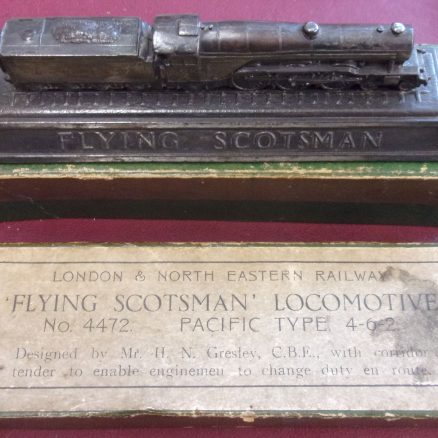 FLYING SCOTSMAN
LONDON & NORTH EASTERN RAILWAY
'FLYING SCOTSMAN' LOCOMOTIVE
No. 4472. PACIFIC TYPE 4-6-2
Designed by Mr. H. N. Gresley, C.B.E., with corridor
tender to enable enginemen to change duty en route.